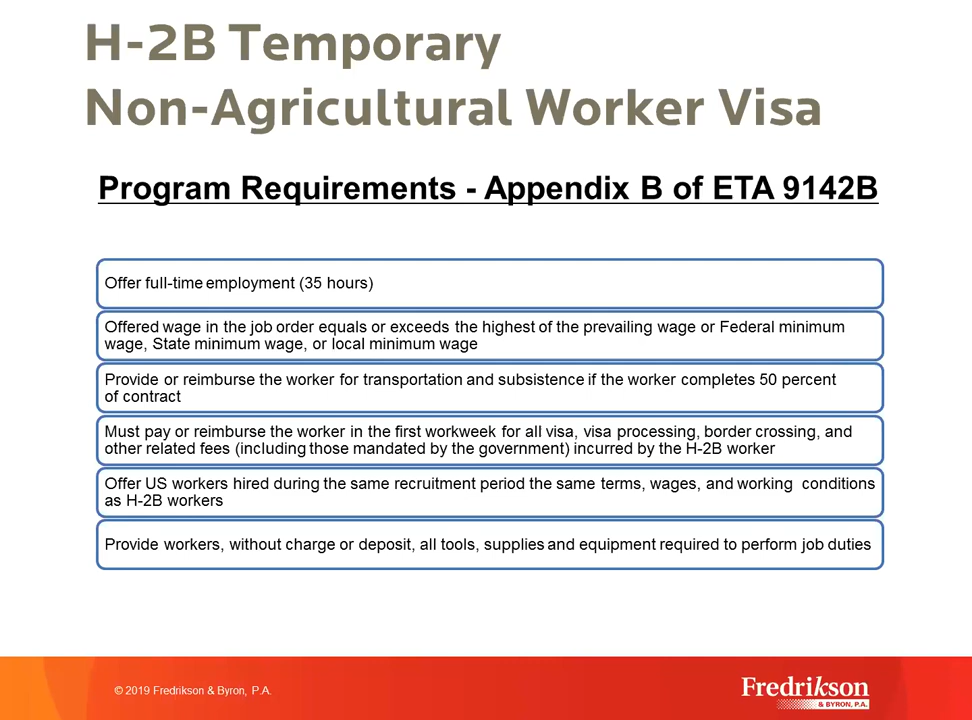 H-2B Temporary
Non-Agricultural Worker Visa
Program Requirements - Appendix B of ETA 9142B
Offer full-time employment (35 hours)
Offered wage in the job order equals or exceeds the highest of the prevailing wage or Federal minimum
wage, State minimum wage, or local minimum wage
Provide or reimburse the worker for transportation and subsistence if the worker completes 50 percent
of contract
Must pay or reimburse the worker in the first workweek for all visa, visa processing, border crossing, and
other related fees (including those mandated by the government) incurred by the H-2B worker
Offer US workers hired during the same recruitment period the same terms, wages, and working conditions
as H-2B workers
Provide workers, without charge or deposit, all tools, supplies and equipment required to perform job duties
© 2019 Fredrikson & Byron, P.A.
Fredrikson
& BYRON, P.A.